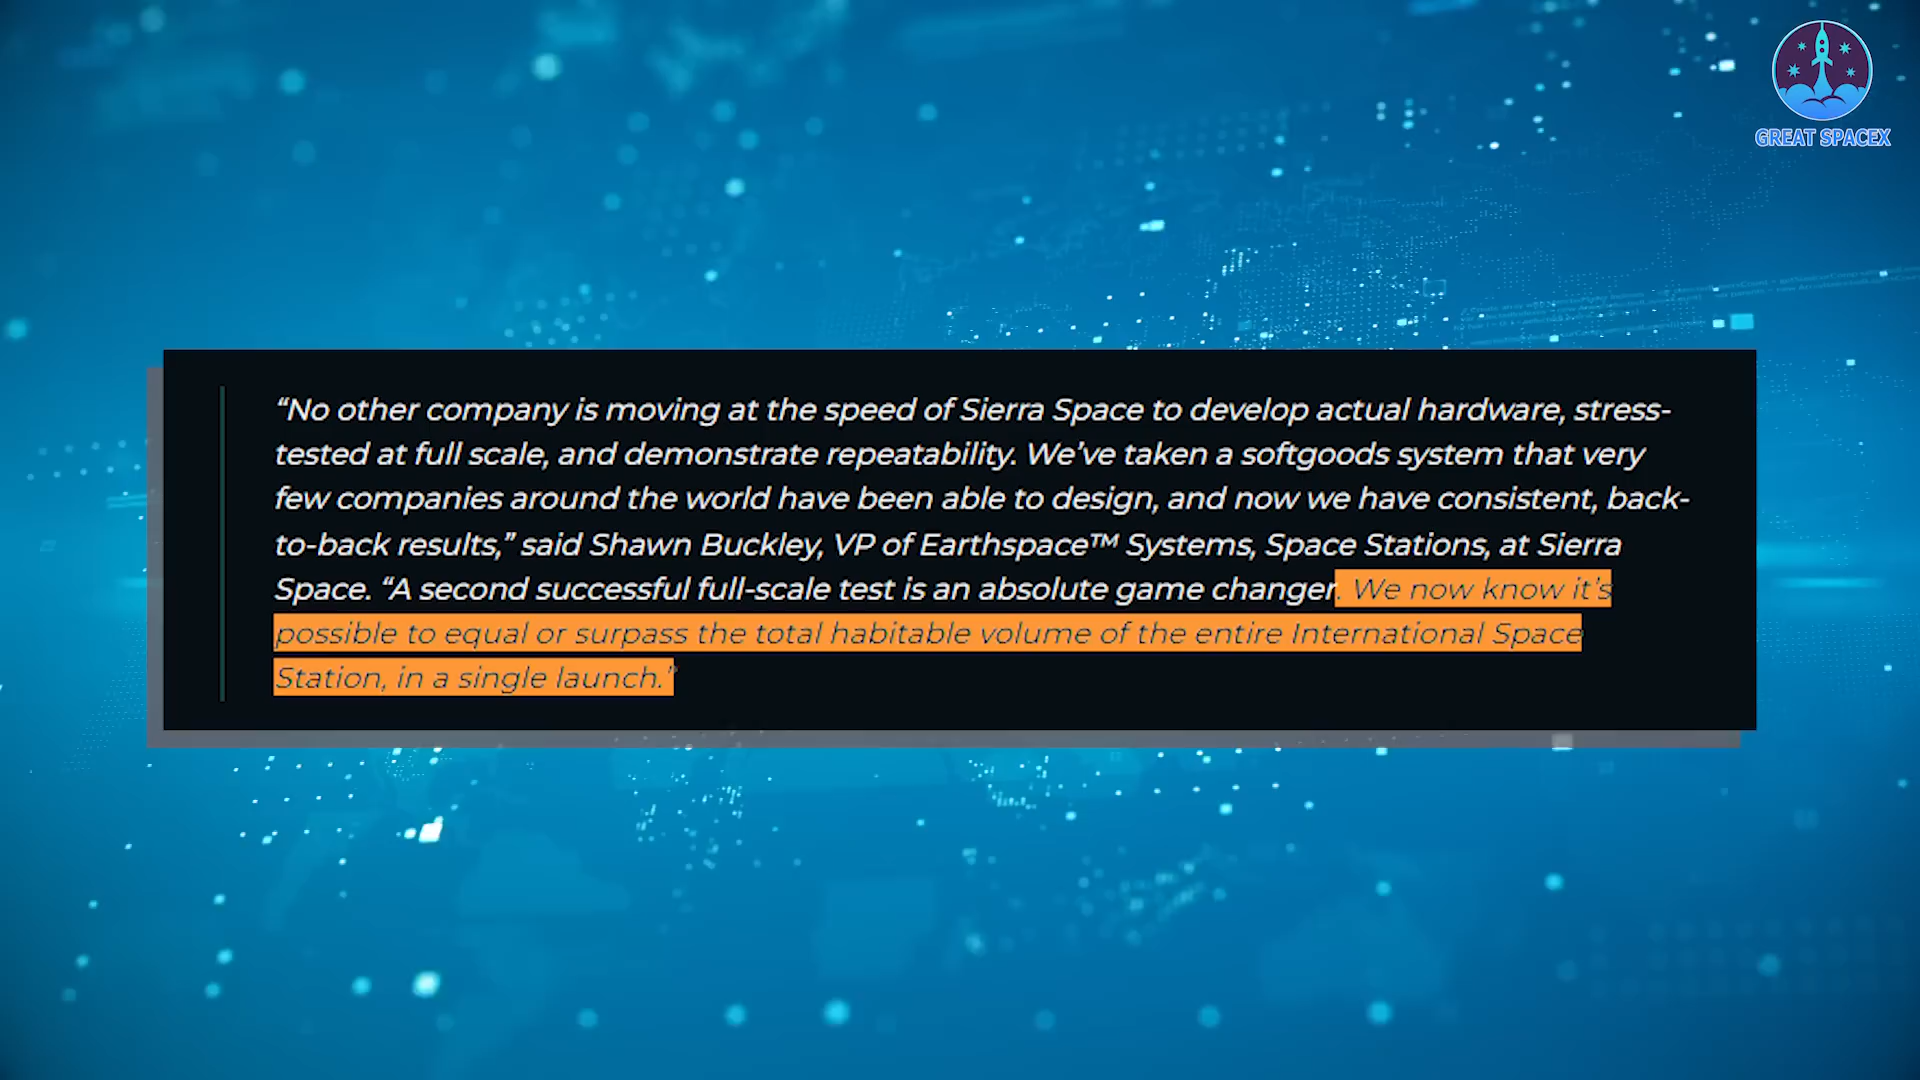 GREAT SPACEX
“No other company is moving at the speed of Sierra Space to develop actual hardware, stress-
tested at full scale, and demonstrate repeatability. We’ve taken a softgoods system that very
few companies around the world have been able to design, and now we have consistent, back-
to-back results,” said Shawn Buckley, VP of Earthspace™ Systems, Space Stations, at Sierra
Space. “A second successful full-scale test is an absolute game changer. We now know it’s
possible to equal or surpass the total habitable volume of the entire International Space
Station, in a single launch.”